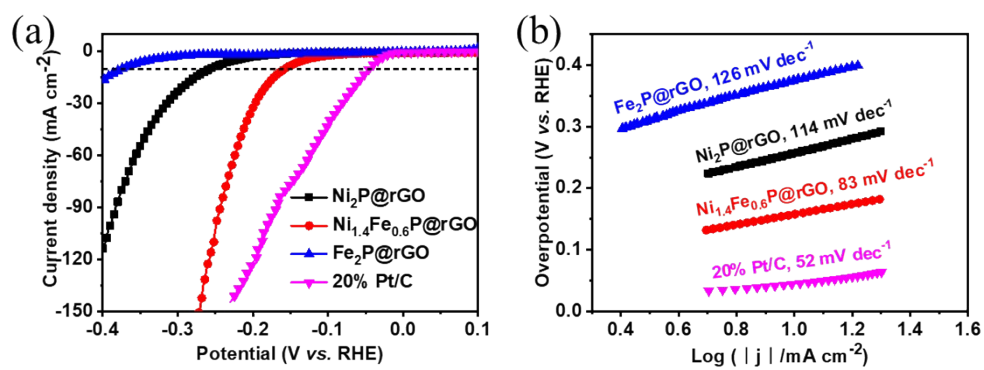 (a)
Current density (mA cm⁻²)
0
-30
-60
-90
-120
-150
Ni₂P@rGO
Ni₁.₄Fe₀.₆P@rGO
Fe₂P@rGO
20% Pt/C
-0.4 -0.3 -0.2 -0.1 0.0 0.1
Potential (V vs. RHE)
(b)
Overpotential (V vs. RHE)
0.4
0.3
0.2
0.1
0.0
Fe₂P@rGO, 126 mV dec⁻¹
Ni₂P@rGO, 114 mV dec⁻¹
Ni₁.₄Fe₀.₆P@rGO, 83 mV dec⁻¹
20% Pt/C, 52 mV dec⁻¹
0.4 0.6 0.8 1.0 1.2 1.4 1.6
Log (|j|/mA cm⁻²)